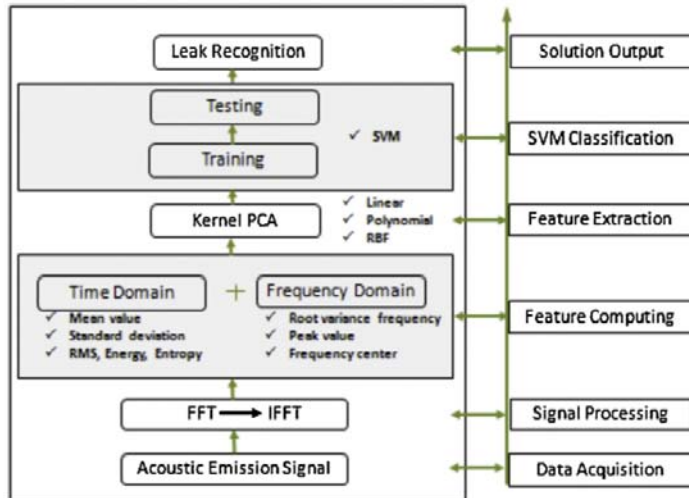 Leak Recognition
Solution Output
Testing
✓ SVM
SVM Classification
Training
Kernel PCA
✓ Linear
✓ Polynomial
✓ RBF
Feature Extraction
Time Domain
+
Frequency Domain
✓ Mean value
✓ Standard deviation
✓ RMS, Energy, Entropy
✓ Root variance frequency
✓ Peak value
✓ Frequency center
Feature Computing
FFT → IFFT
Signal Processing
Acoustic Emission Signal
Data Acquisition